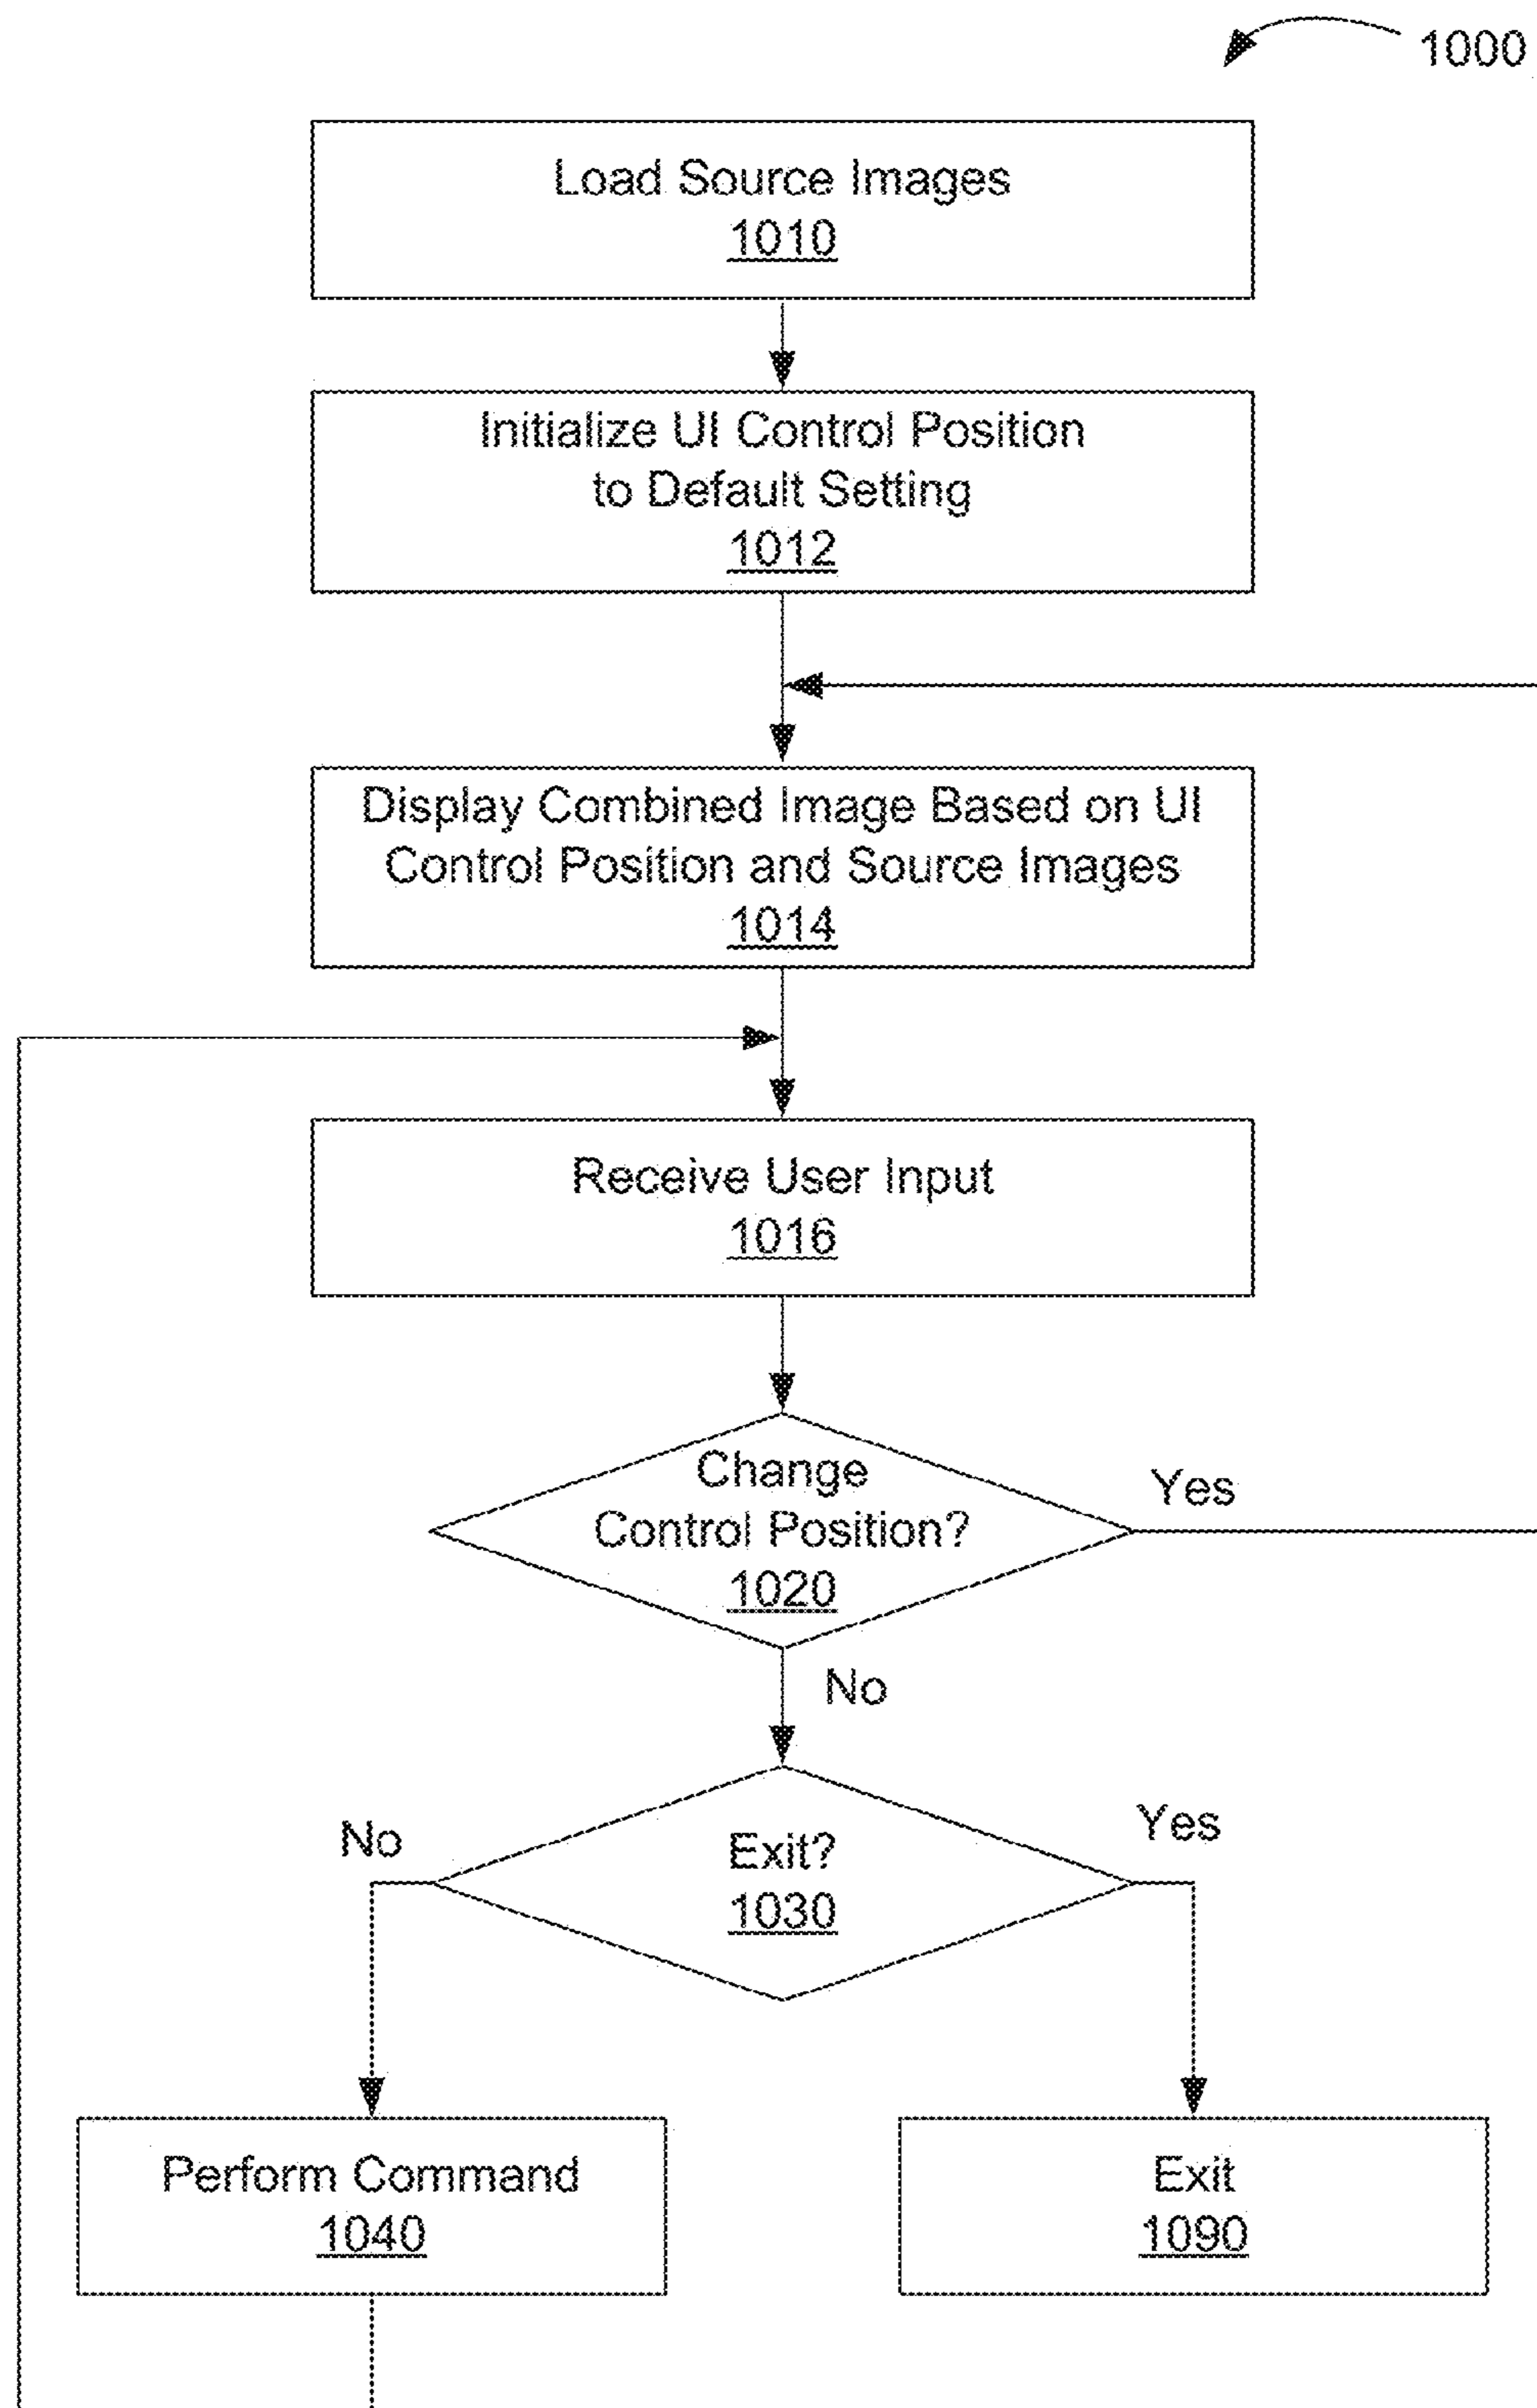 1000
Load Source Images
1010
Initialize UI Control Position
to Default Setting
1012
Display Combined Image Based on UI
Control Position and Source Images
1014
Receive User Input
1016
Change
Control Position?
1020
Yes
No
Exit?
1030
No
Yes
Perform Command
1040
Exit
1090